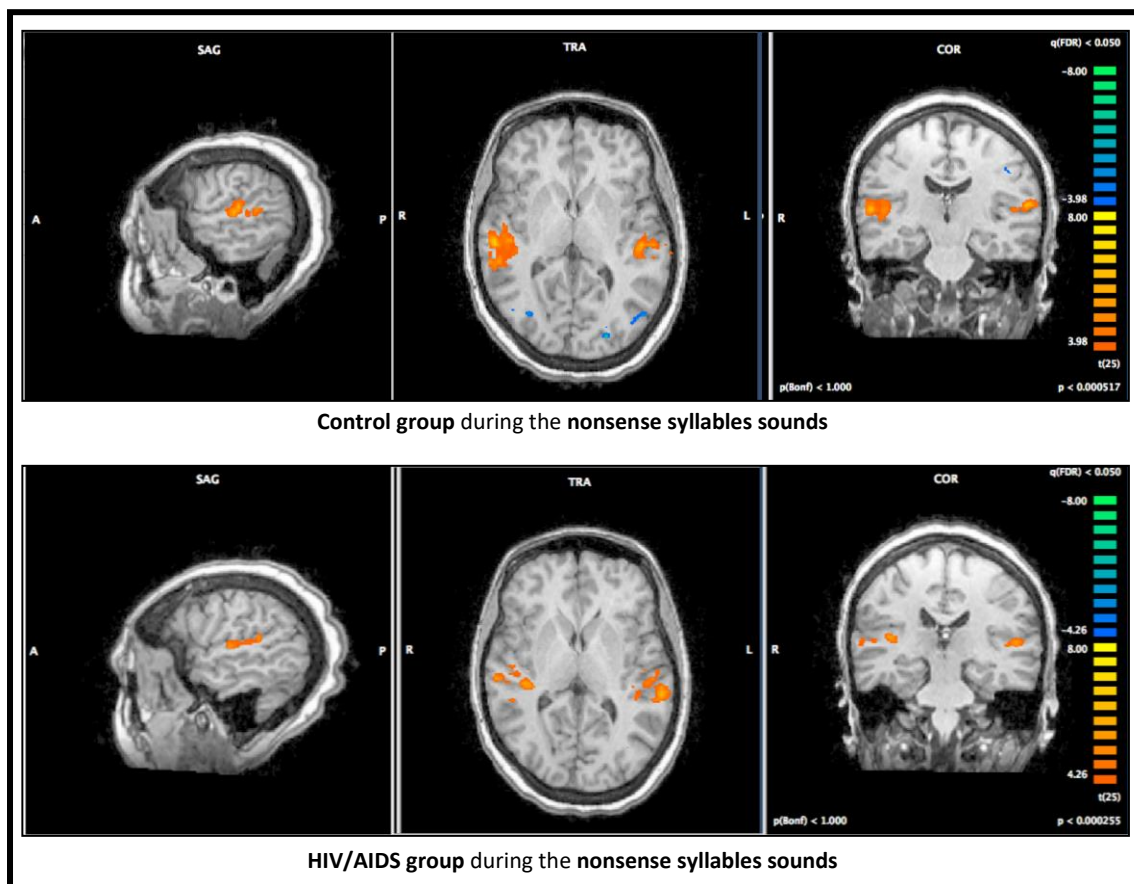 SAG
TRA
COR
q(FDR) < 0.050
-8.00
A
P
R
L
R
-3.98
8.00
3.98
t(25)
p(Bonf) < 1.000
p < 0.000517
Control group during the nonsense syllables sounds
SAG
TRA
COR
q(FDR) < 0.050
-8.00
A
P
R
L
R
-4.26
8.00
4.26
t(25)
p(Bonf) < 1.000
p < 0.000255
HIV/AIDS group during the nonsense syllables sounds